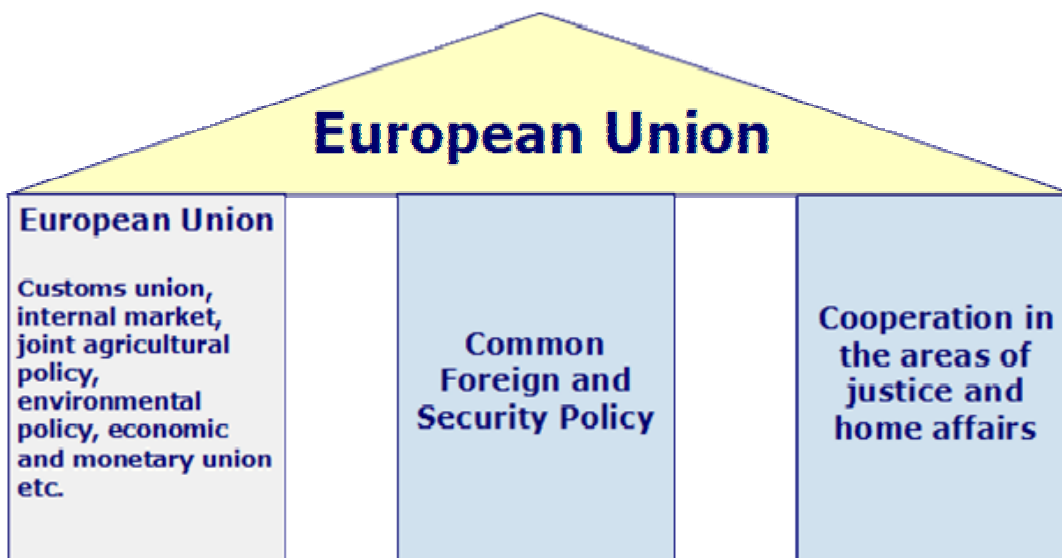 European Union
European Union
Customs union,
internal market,
joint agricultural
policy,
environmental
policy, economic
and monetary union
etc.
Common
Foreign and
Security Policy
Cooperation in
the areas of
justice and
home affairs